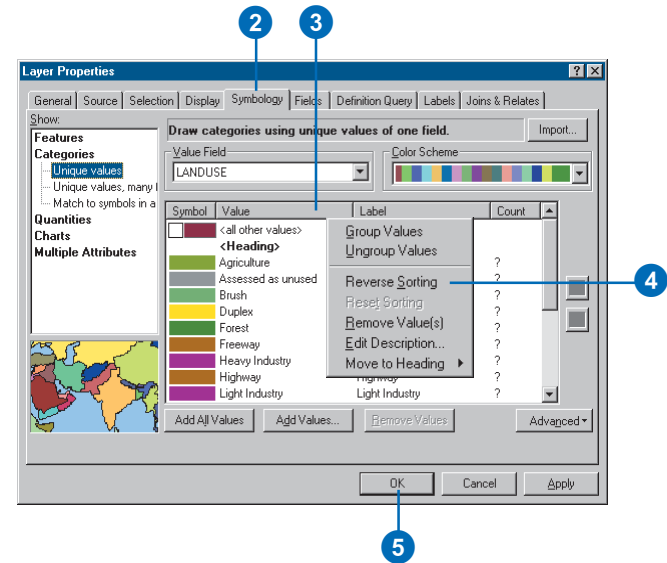 2 3
Layer Properties
General Source Selection Display Symbology Fields Definition Query Labels Joins & Relates
Show:
Features
Categories
Unique values
Unique values, many
Match to symbols in a
Quantities
Charts
Multiple Attributes
Draw categories using unique values of one field.
Import...
Value Field
LANDUSE
Color Scheme
Symbol Value Label Count
<all other values>
<Heading>
Agriculture ?
Assessed as unused ?
Brush ?
Duplex ?
Forest ?
Freeway ?
Heavy Industry ?
Highway Highway ?
Light Industry Light Industry ?
Group Values
Ungroup Values
Reverse Sorting
4
Reset Sorting
Remove Value(s)
Edit Description...
Move to Heading
Add All Values Add Values... Remove Values Advanced
OK Cancel Apply
5